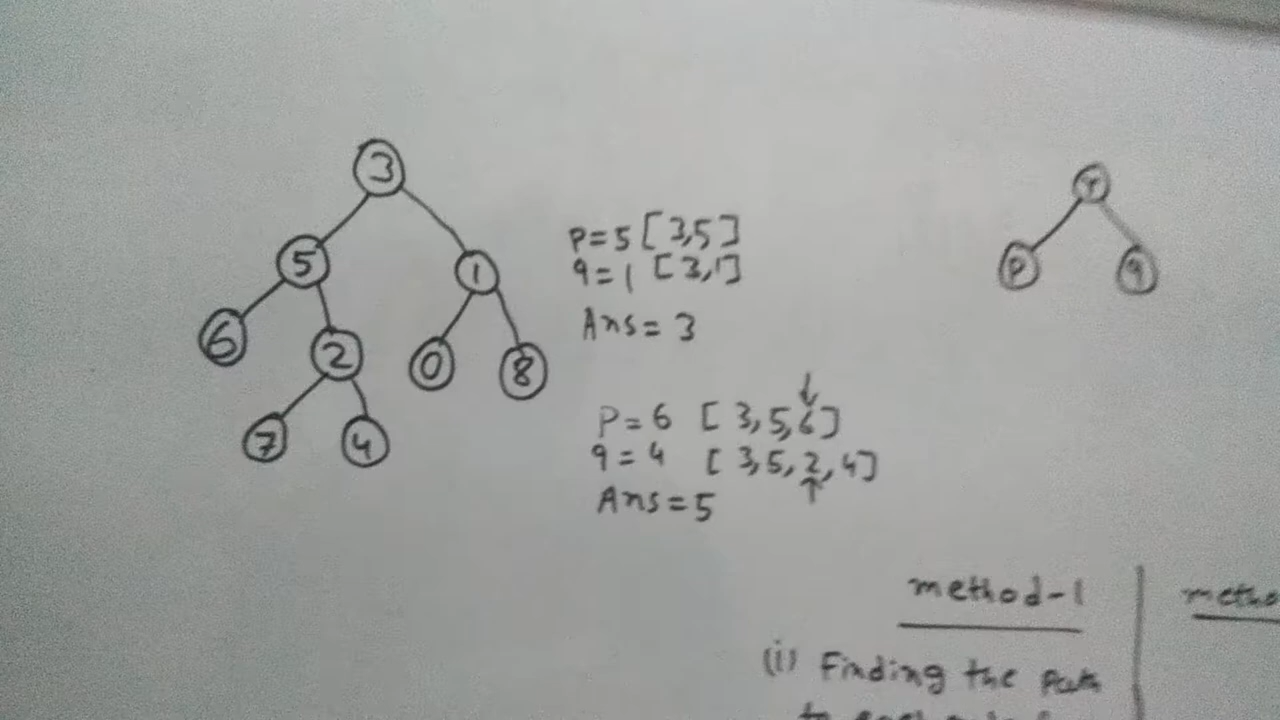 3
5 1
6 2 0 8
7 4
p=5 [3,5]
q=1 [3,1]
Ans=3
P=6 [3,5,6]
q=4 [3,5,2,4]
Ans=5
r
p q
method-1
(i) Finding the Path
to